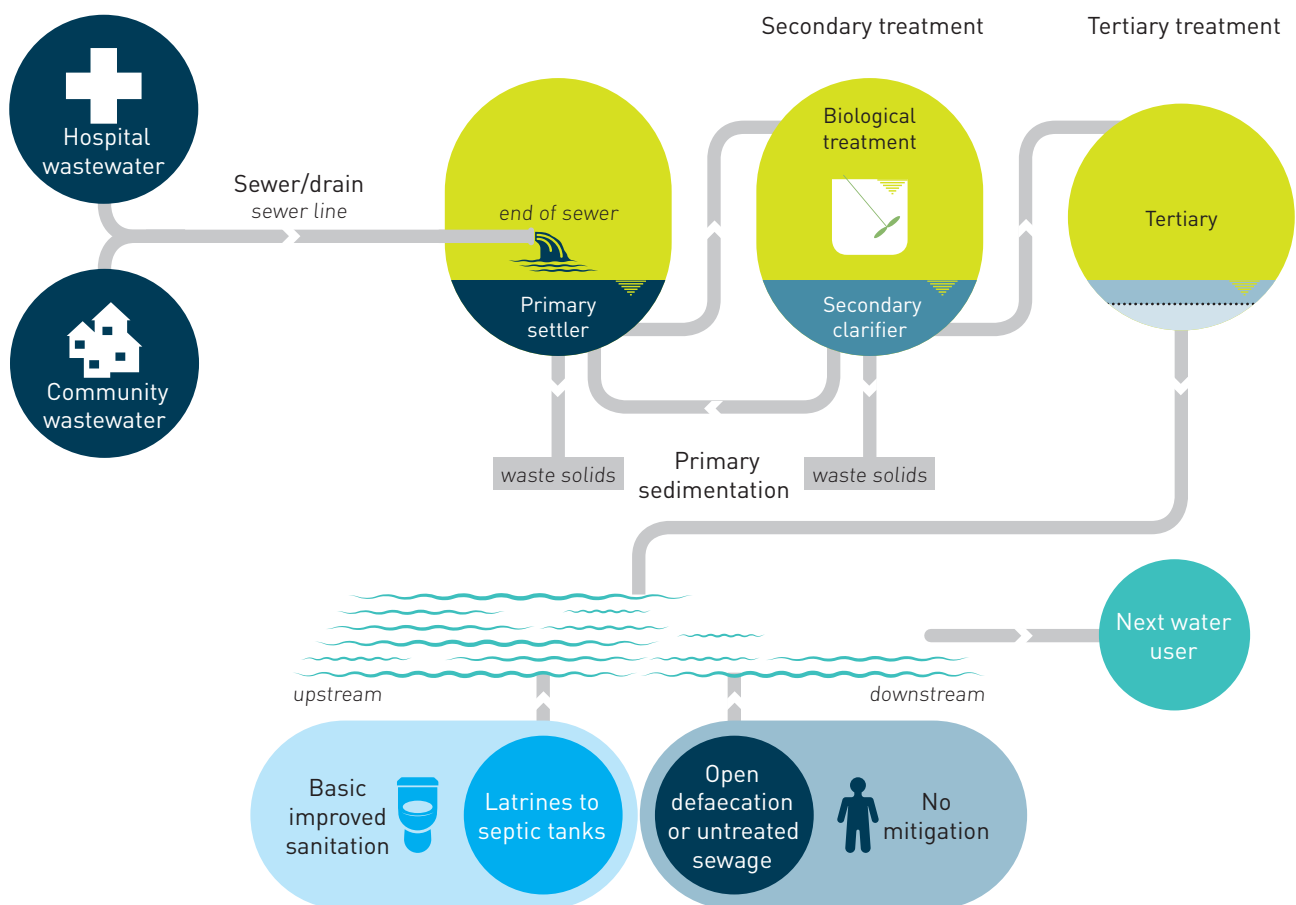 Secondary treatment
Tertiary treatment
Hospital
wastewater
Sewer/drain
sewer line
Community
wastewater
end of sewer
Primary
settler
Biological
treatment
Secondary
clarifier
Tertiary
waste solids
Primary
sedimentation
waste solids
upstream
downstream
Next water
user
Basic
improved
sanitation
Latrines to
septic tanks
Open
defaecation
or untreated
sewage
No
mitigation